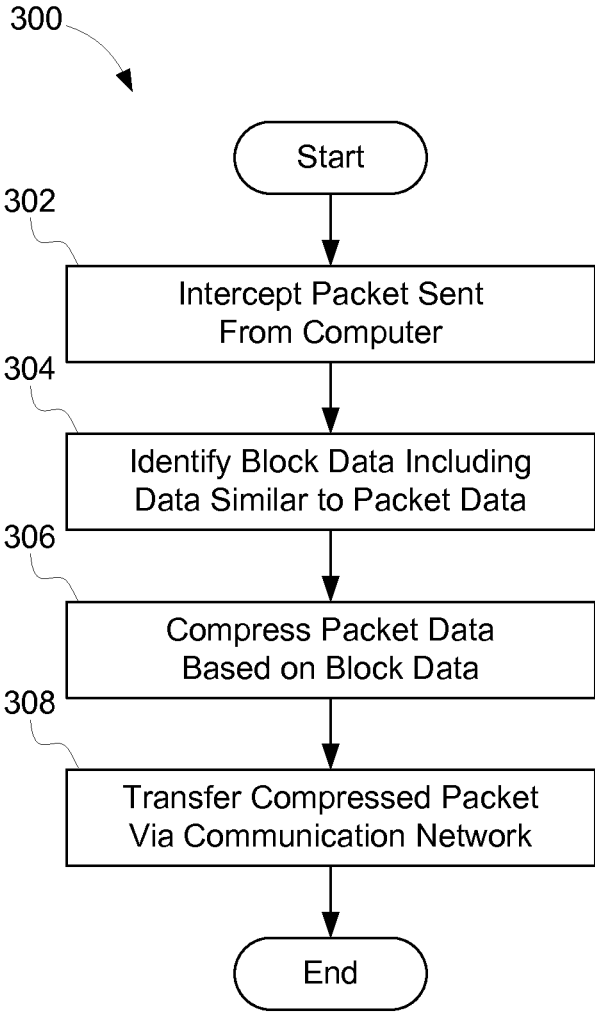 300
Start
302
Intercept Packet Sent
From Computer
304
Identify Block Data Including
Data Similar to Packet Data
306
Compress Packet Data
Based on Block Data
308
Transfer Compressed Packet
Via Communication Network
End